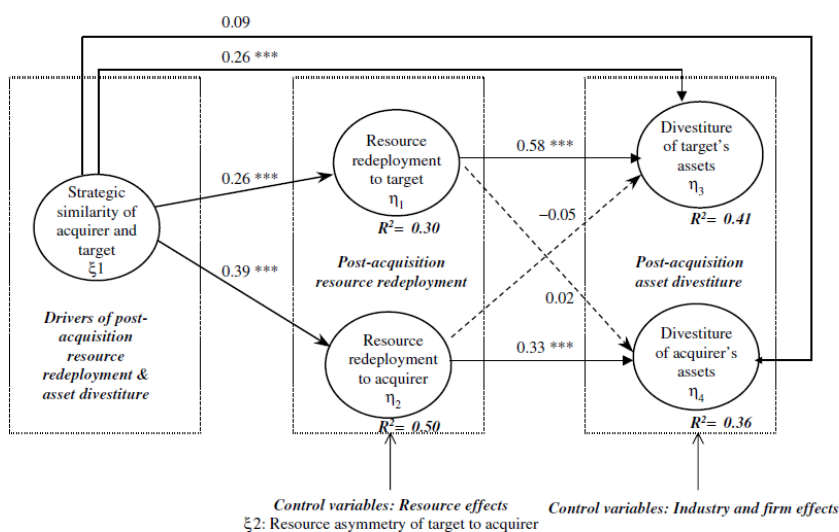 0.09
0.26 ***
Strategic
similarity of
acquirer and
target
ξ1
Drivers of post-
acquisition
resource
redeployment &
asset divestiture
0.26 ***
0.39 ***
Resource
redeployment
to target
η1
R²= 0.30
Post-acquisition
resource redeployment
Resource
redeployment
to acquirer
η2
R²= 0.50
0.58 ***
–0.05
0.02
0.33 ***
Divestiture
of target's
assets
η3
R²= 0.41
Post-acquisition
asset divestiture
Divestiture
of acquirer's
assets
η4
R²= 0.36
Control variables: Resource effects
ξ2: Resource asymmetry of target to acquirer
Control variables: Industry and firm effects